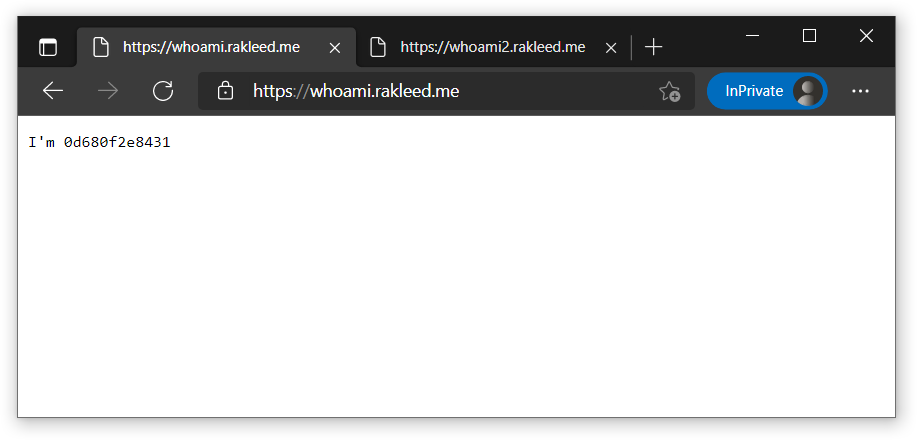 https://whoami.rakleed.me
https://whoami2.rakleed.me
https://whoami.rakleed.me
InPrivate
I'm 0d680f2e8431